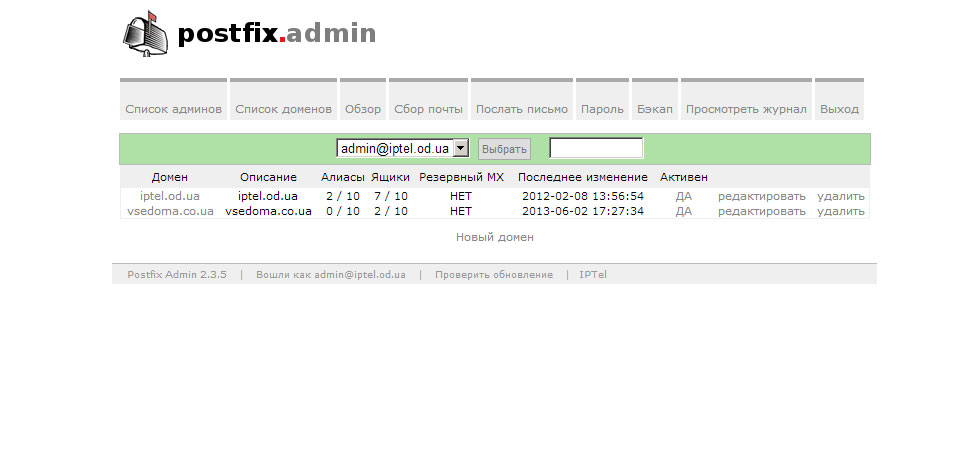 postfix.admin
Список админов Список доменов Обзор Сбор почты Послать письмо Пароль Бэкап Просмотреть журнал Выход
admin@iptel.od.ua Выбрать
Домен Описание Алиасы Ящики Резервный MX Последнее изменение Активен
iptel.od.ua iptel.od.ua 2 / 10 7 / 10 НЕТ 2012-02-08 13:56:54 ДА редактировать удалить
vsedoma.co.ua vsedoma.co.ua 0 / 10 2 / 10 НЕТ 2013-06-02 17:27:34 ДА редактировать удалить
Новый домен
Postfix Admin 2.3.5 | Вошли как admin@iptel.od.ua | Проверить обновление | IPTel